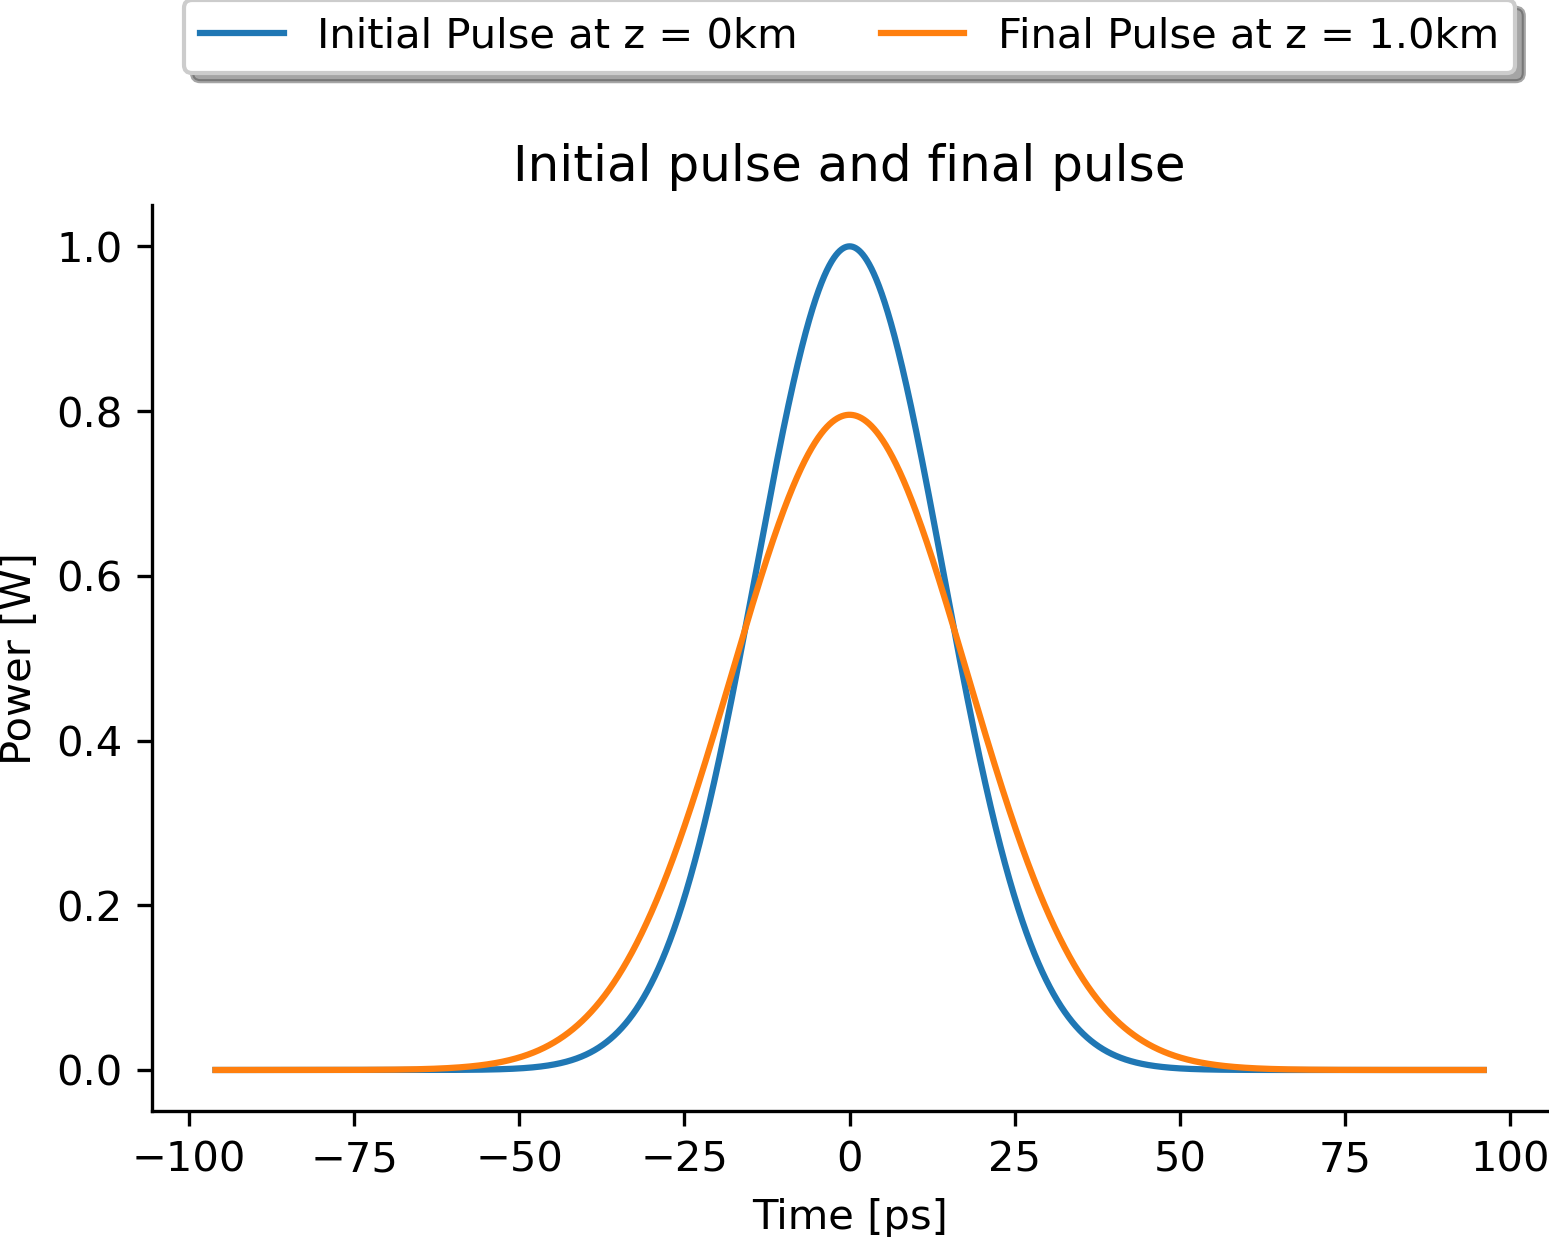 Initial Pulse at z = 0km
Final Pulse at z = 1.0km
Initial pulse and final pulse
1.0
0.8
0.6
0.4
0.2
0.0
Power [W]
−100 −75 −50 −25 0 25 50 75 100
Time [ps]